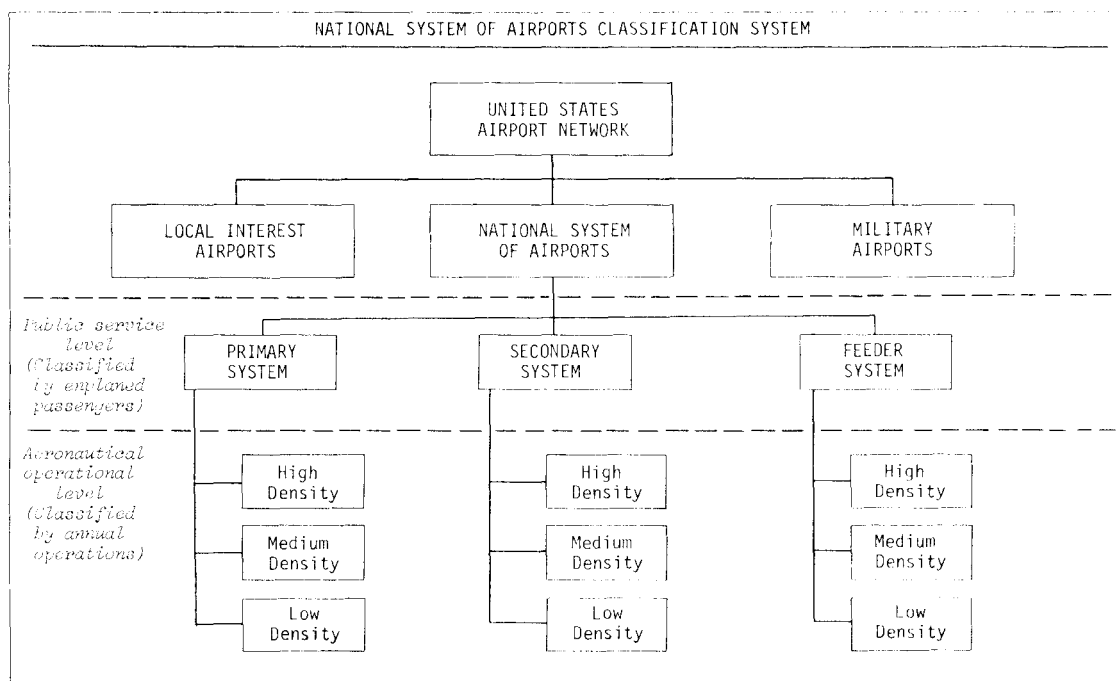 NATIONAL SYSTEM OF AIRPORTS CLASSIFICATION SYSTEM
UNITED STATES
AIRPORT NETWORK
LOCAL INTEREST
AIRPORTS
NATIONAL SYSTEM
OF AIRPORTS
MILITARY
AIRPORTS
Public service
level
(Classified
by enplaned
passengers)
PRIMARY
SYSTEM
SECONDARY
SYSTEM
FEEDER
SYSTEM
Aeronautical
operational
level
(Classified
by annual
operations)
High
Density
Medium
Density
Low
Density
High
Density
Medium
Density
Low
Density
High
Density
Medium
Density
Low
Density